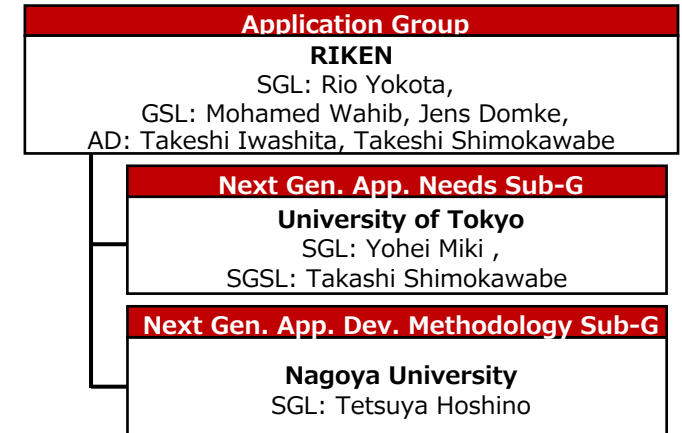 Application Group
RIKEN
SGL: Rio Yokota,
GSL: Mohamed Wahib, Jens Domke,
AD: Takeshi Iwashita, Takeshi Shimokawabe
Next Gen. App. Needs Sub-G
University of Tokyo
SGL: Yohei Miki ,
SGSL: Takashi Shimokawabe
Next Gen. App. Dev. Methodology Sub-G
Nagoya University
SGL: Tetsuya Hoshino